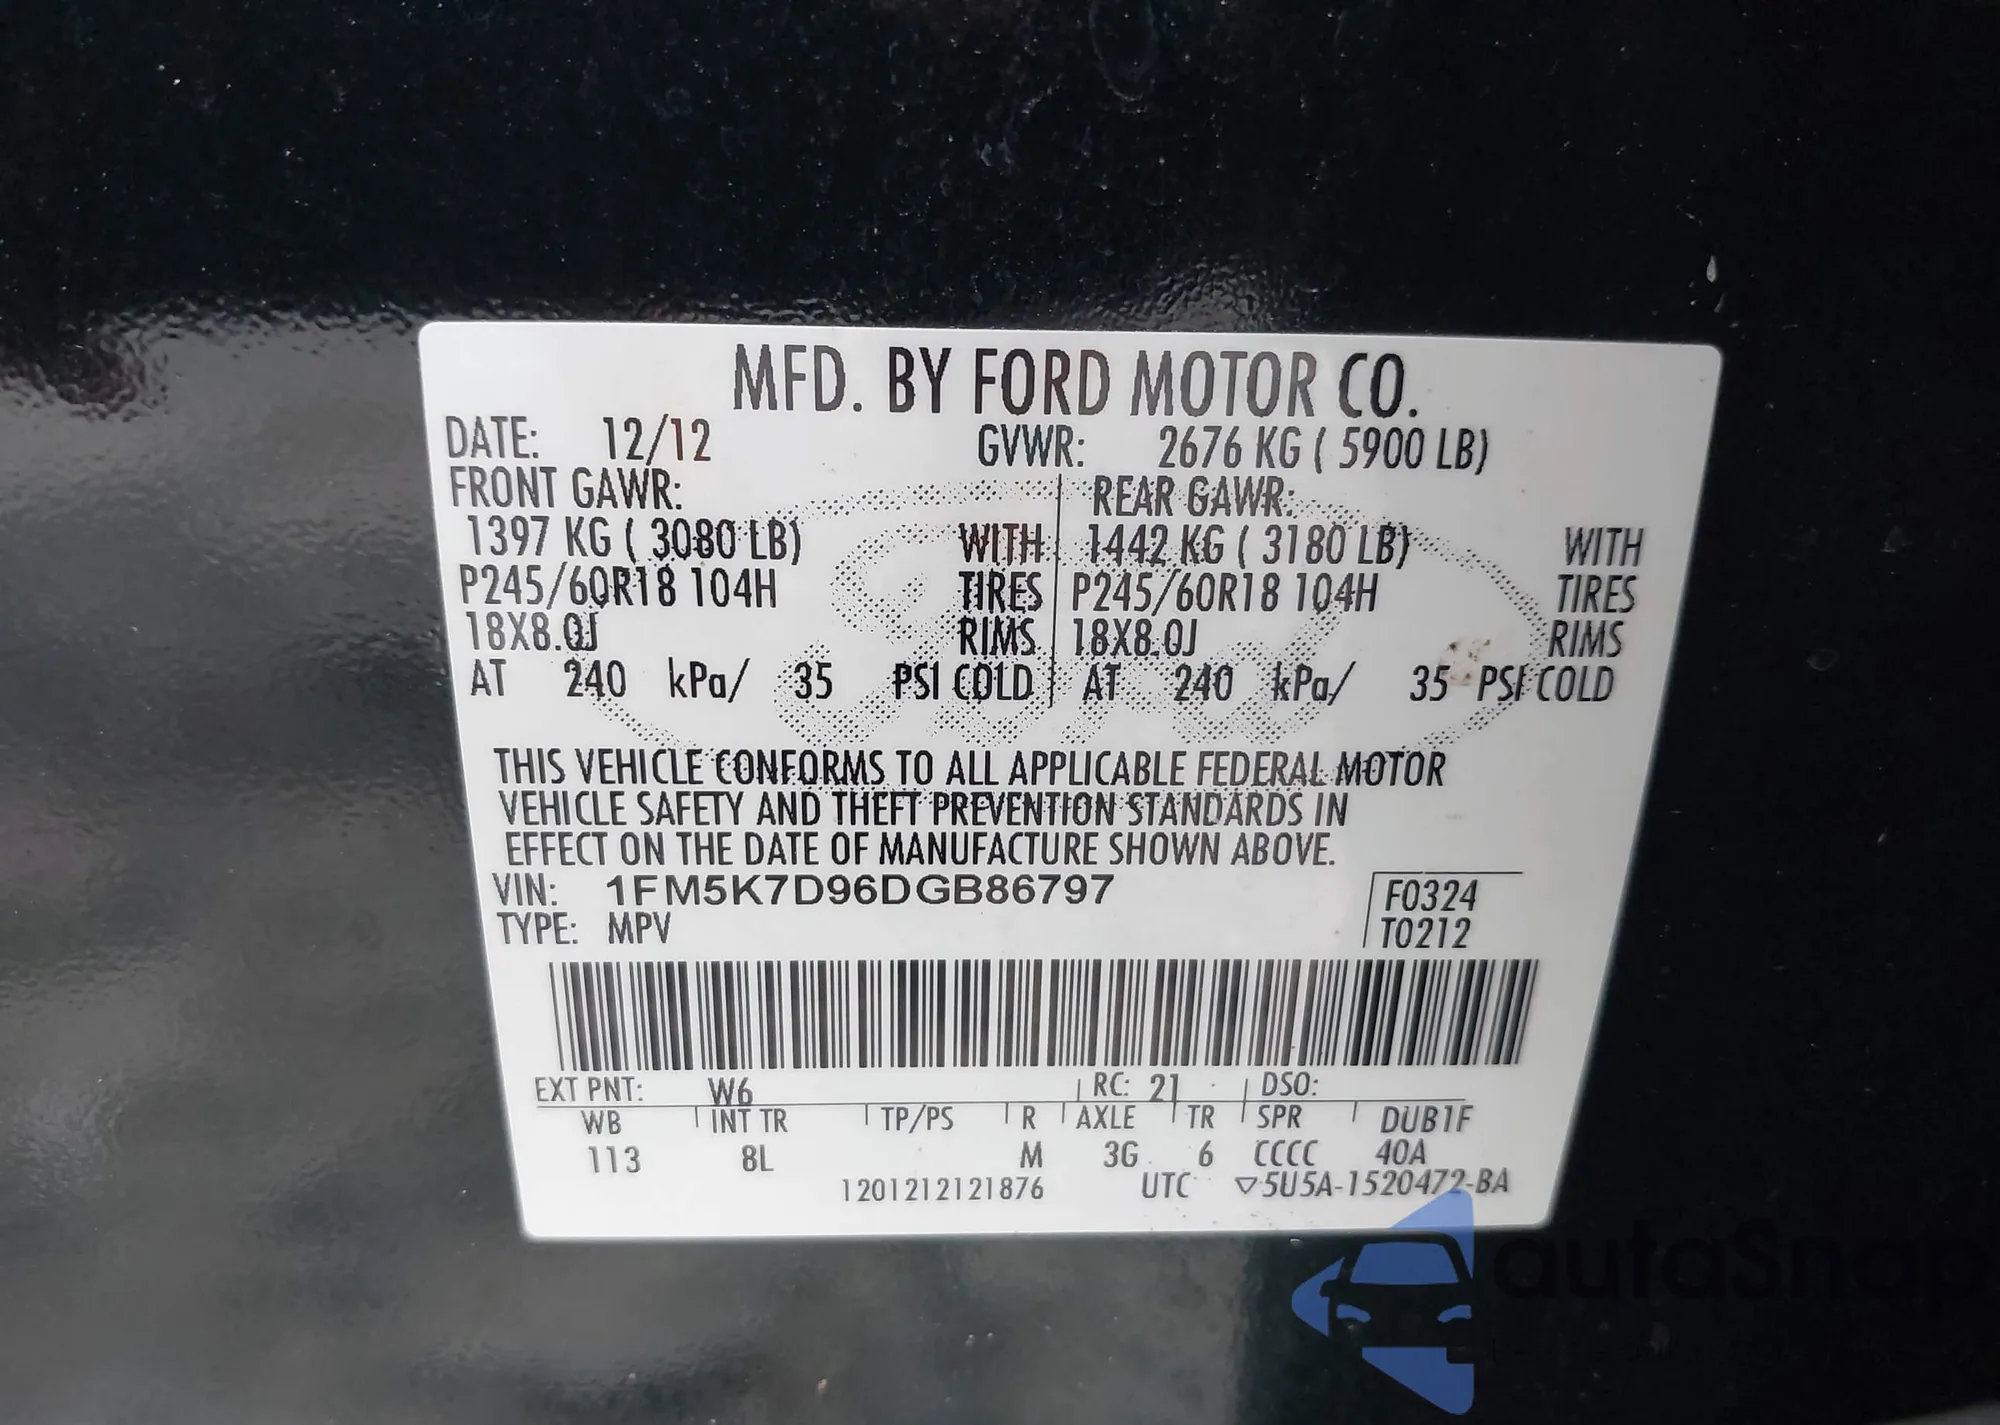 MFD. BY FORD MOTOR CO.
DATE: 12/12 GVWR: 2676 KG ( 5900 LB)
FRONT GAWR: REAR GAWR:
1397 KG ( 3080 LB) WITH 1442 KG ( 3180 LB) WITH
P245/60R18 104H TIRES P245/60R18 104H TIRES
18X8.0J RIMS 18X8.0J RIMS
AT 240 kPa/ 35 PSI COLD AT 240 kPa/ 35 PSI COLD
THIS VEHICLE CONFORMS TO ALL APPLICABLE FEDERAL MOTOR
VEHICLE SAFETY AND THEFT PREVENTION STANDARDS IN
EFFECT ON THE DATE OF MANUFACTURE SHOWN ABOVE.
VIN: 1FM5K7D96DGB86797 F0324
TYPE: MPV T0212
EXT PNT: W6 RC: 21 DSO:
WB INT TR TP/PS R AXLE TR SPR DUB1F
113 8L M 3G 6 CCCC 40A
1201212121876 UTC ▽5U5A-1520472-BA
autoSnap